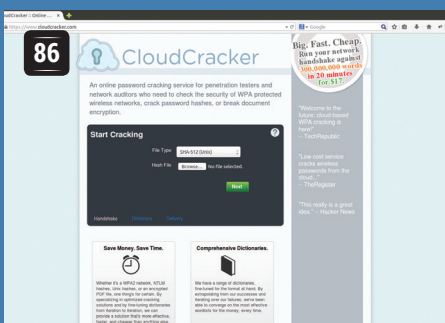 oudCracker :: Online ... ×
https://www.cloudcracker.com
Google
86
CloudCracker
Big. Fast. Cheap.
Run your network
handshake against
300,000,000 words
in 20 minutes
for $17.
An online password cracking service for penetration testers and
network auditors who need to check the security of WPA protected
wireless networks, crack password hashes, or break document
encryption.
"Welcome to the
future: cloud based
WPA cracking is
here!"
- TechRepublic
"Low cost service
cracks wireless
passwords from the
cloud..."
- TheRegister
"This really is a great
idea." - Hacker News
Start Cracking
?
File Type
SHA-512 (Unix)
Hash File
Browse... No file selected.
Next
Handshake
Dictionary
Delivery
Save Money. Save Time.
Whether it's a WPA2 network, NTLM
hashes, Unix hashes, or an encrypted
PDF file, one thing's for certain. By
specializing in optimized cracking
solutions and by fine-tuning dictionaries
from iteration to iteration, we can
provide a solution that's more effective,
faster, and cheaper than anything else
Comprehensive Dictionaries.
We have a range of dictionaries,
fine-tuned for the format at hand. By
extrapolating from our successes and
iterating over our failures, we've been
able to converge on the most effective
wordlists for the money, every time.